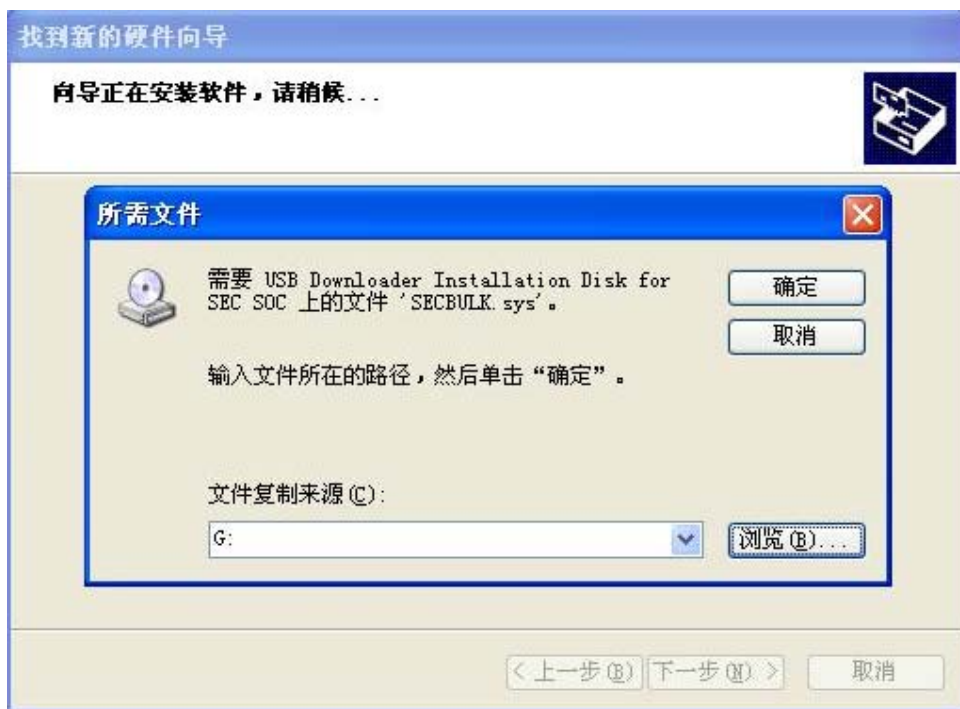 找到新的硬件向导
向导正在安装软件，请稍候...
所需文件
需要 USB Downloader Installation Disk for
SEC SOC 上的文件 'SECBULK.sys'。
确定
取消
输入文件所在的路径，然后单击“确定”。
文件复制来源(C):
G:
浏览(B)...
< 上一步(B)
下一步(N) >
取消